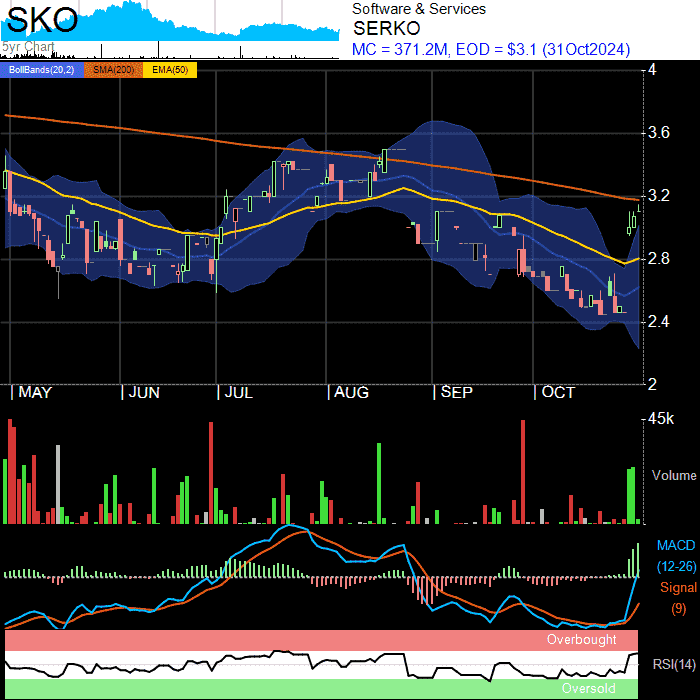 SKO
5yr Chart
Software & Services
SERKO
MC = 371.2M, EOD = $3.1 (31Oct2024)
BollBands(20,2) SMA(200) EMA(50)
4
3.6
3.2
2.8
2.4
2
MAY JUN JUL AUG SEP OCT
45k
Volume
MACD
(12-26)
Signal
(9)
Overbought
RSI(14)
Oversold